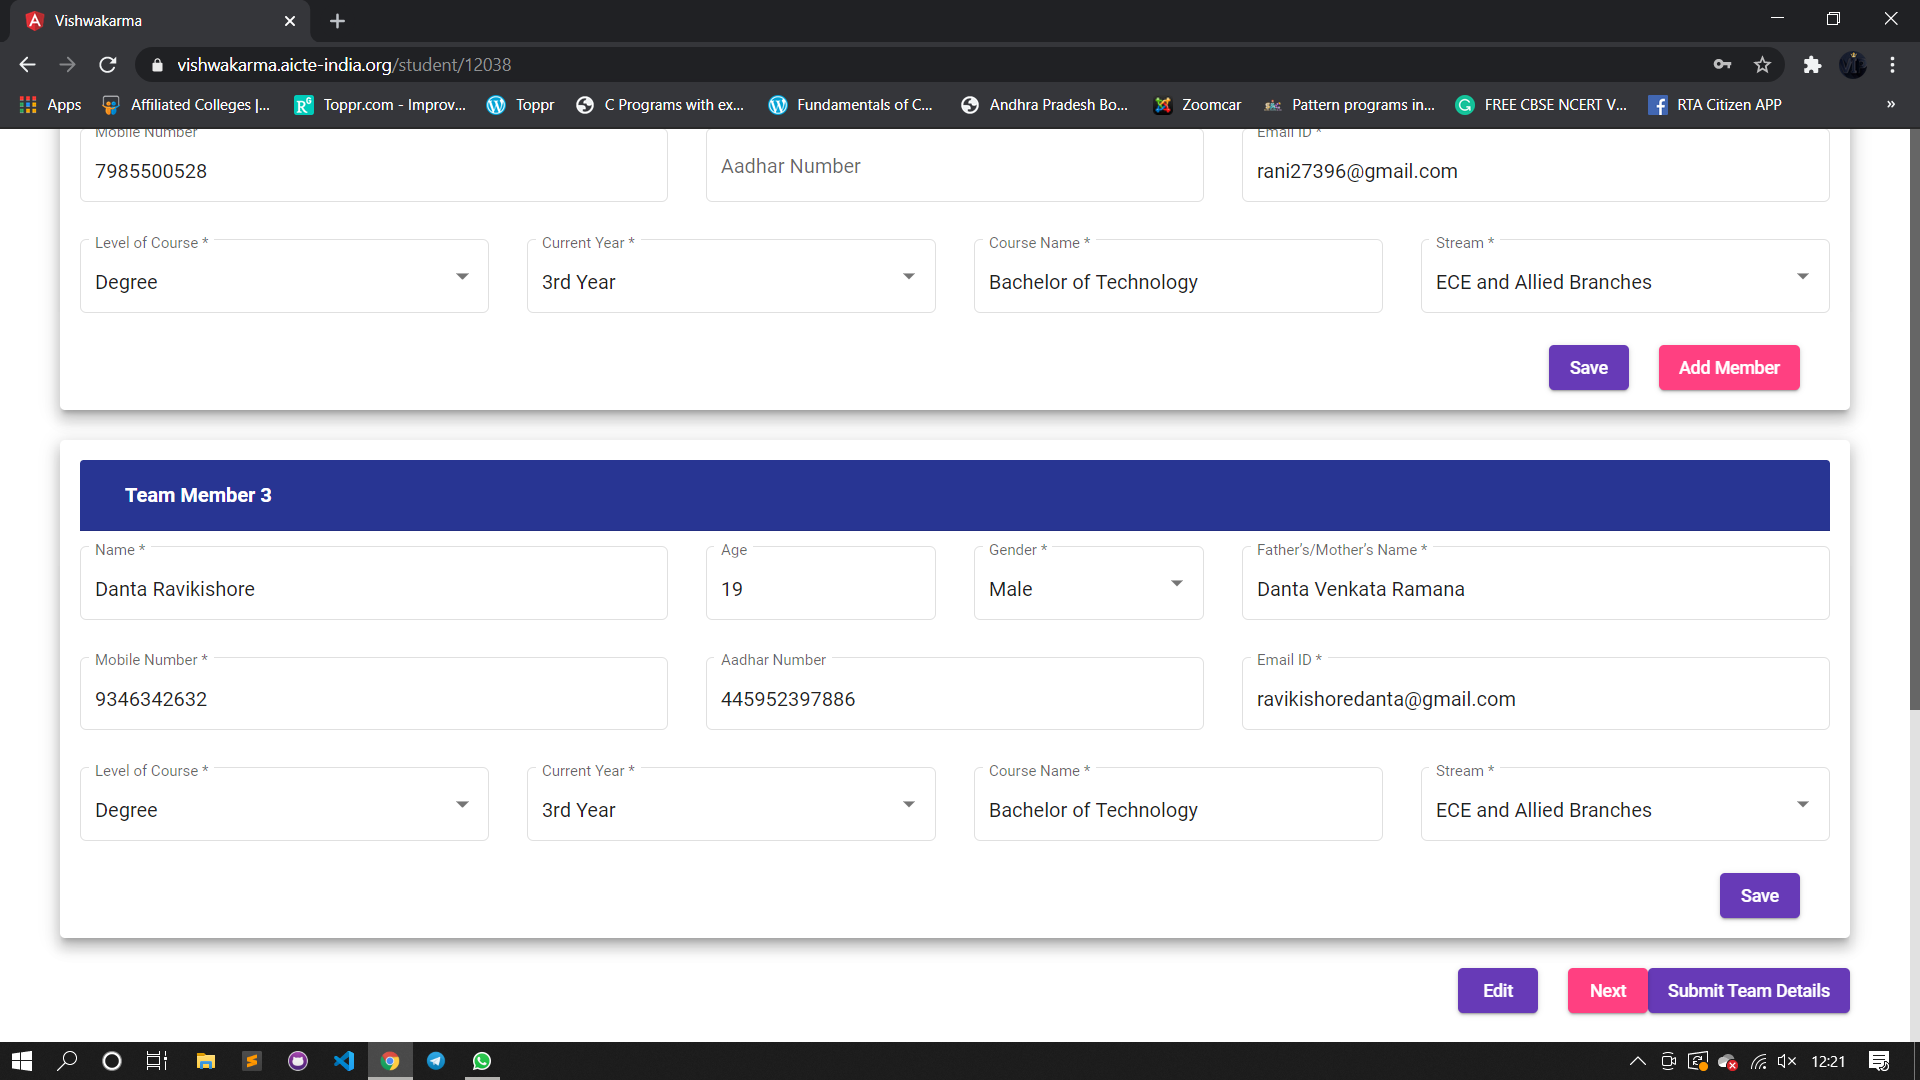 Vishwakarma
vishwakarma.aicte-india.org/student/12038
Apps Affiliated Colleges |... Toppr.com - Improv... Toppr C Programs with ex... Fundamentals of C... Andhra Pradesh Bo... Zoomcar Pattern programs in... FREE CBSE NCERT V... RTA Citizen APP »
Mobile Number Email ID *
7985500528 Aadhar Number rani27396@gmail.com
Level of Course * Current Year * Course Name * Stream *
Degree 3rd Year Bachelor of Technology ECE and Allied Branches
Save Add Member
Team Member 3
Name * Age Gender * Father's/Mother's Name *
Danta Ravikishore 19 Male Danta Venkata Ramana
Mobile Number * Aadhar Number Email ID *
9346342632 445952397886 ravikishoredanta@gmail.com
Level of Course * Current Year * Course Name * Stream *
Degree 3rd Year Bachelor of Technology ECE and Allied Branches
Save
Edit Next Submit Team Details
12:21